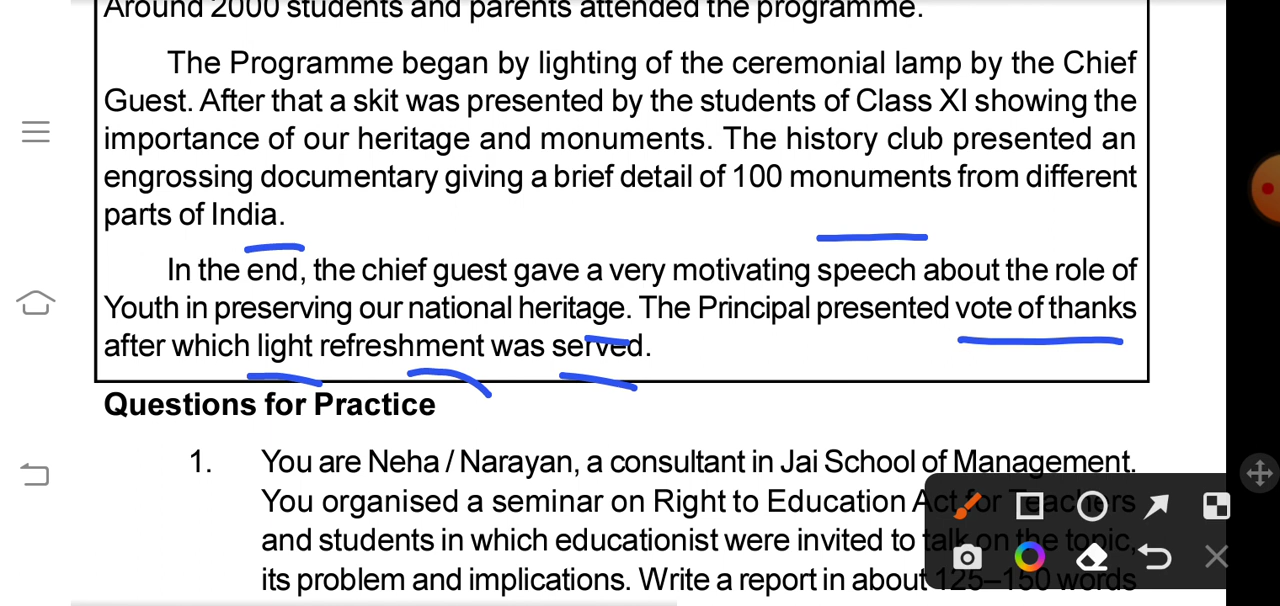 Around 2000 students and parents attended the programme.
The Programme began by lighting of the ceremonial lamp by the Chief
Guest. After that a skit was presented by the students of Class XI showing the
importance of our heritage and monuments. The history club presented an
engrossing documentary giving a brief detail of 100 monuments from different
parts of India.
In the end, the chief guest gave a very motivating speech about the role of
Youth in preserving our national heritage. The Principal presented vote of thanks
after which light refreshment was served.
Questions for Practice
1. You are Neha / Narayan, a consultant in Jai School of Management.
You organised a seminar on Right to Education Act for Teachers
and students in which educationist were invited to talk on the topic,
its problem and implications. Write a report in about 125–150 words